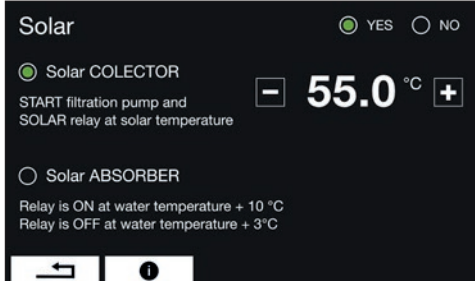 Solar YES NO
Solar COLECTOR
START filtration pump and
SOLAR relay at solar temperature
− 55.0 °C +
Solar ABSORBER
Relay is ON at water temperature + 10 °C
Relay is OFF at water temperature + 3°C
i